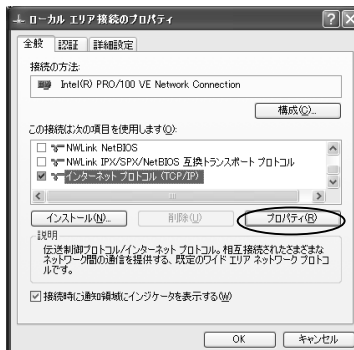 ローカル エリア接続のプロパティ
全般 認証 詳細設定
接続の方法:
Intel(R) PRO/100 VE Network Connection
構成(C)...
この接続は次の項目を使用します(O):
NWLink NetBIOS
NWLink IPX/SPX/NetBIOS 互換トランスポート プロトコル
インターネット プロトコル (TCP/IP)
インストール(N)... 削除(U) プロパティ(R)
説明
伝送制御プロトコル/インターネット プロトコル。相互接続されたさまざまな
ネットワーク間の通信を提供する、既定のワイド エリア ネットワーク プロトコ
ルです。
接続時に通知領域にインジケータを表示する(W)
OK キャンセル